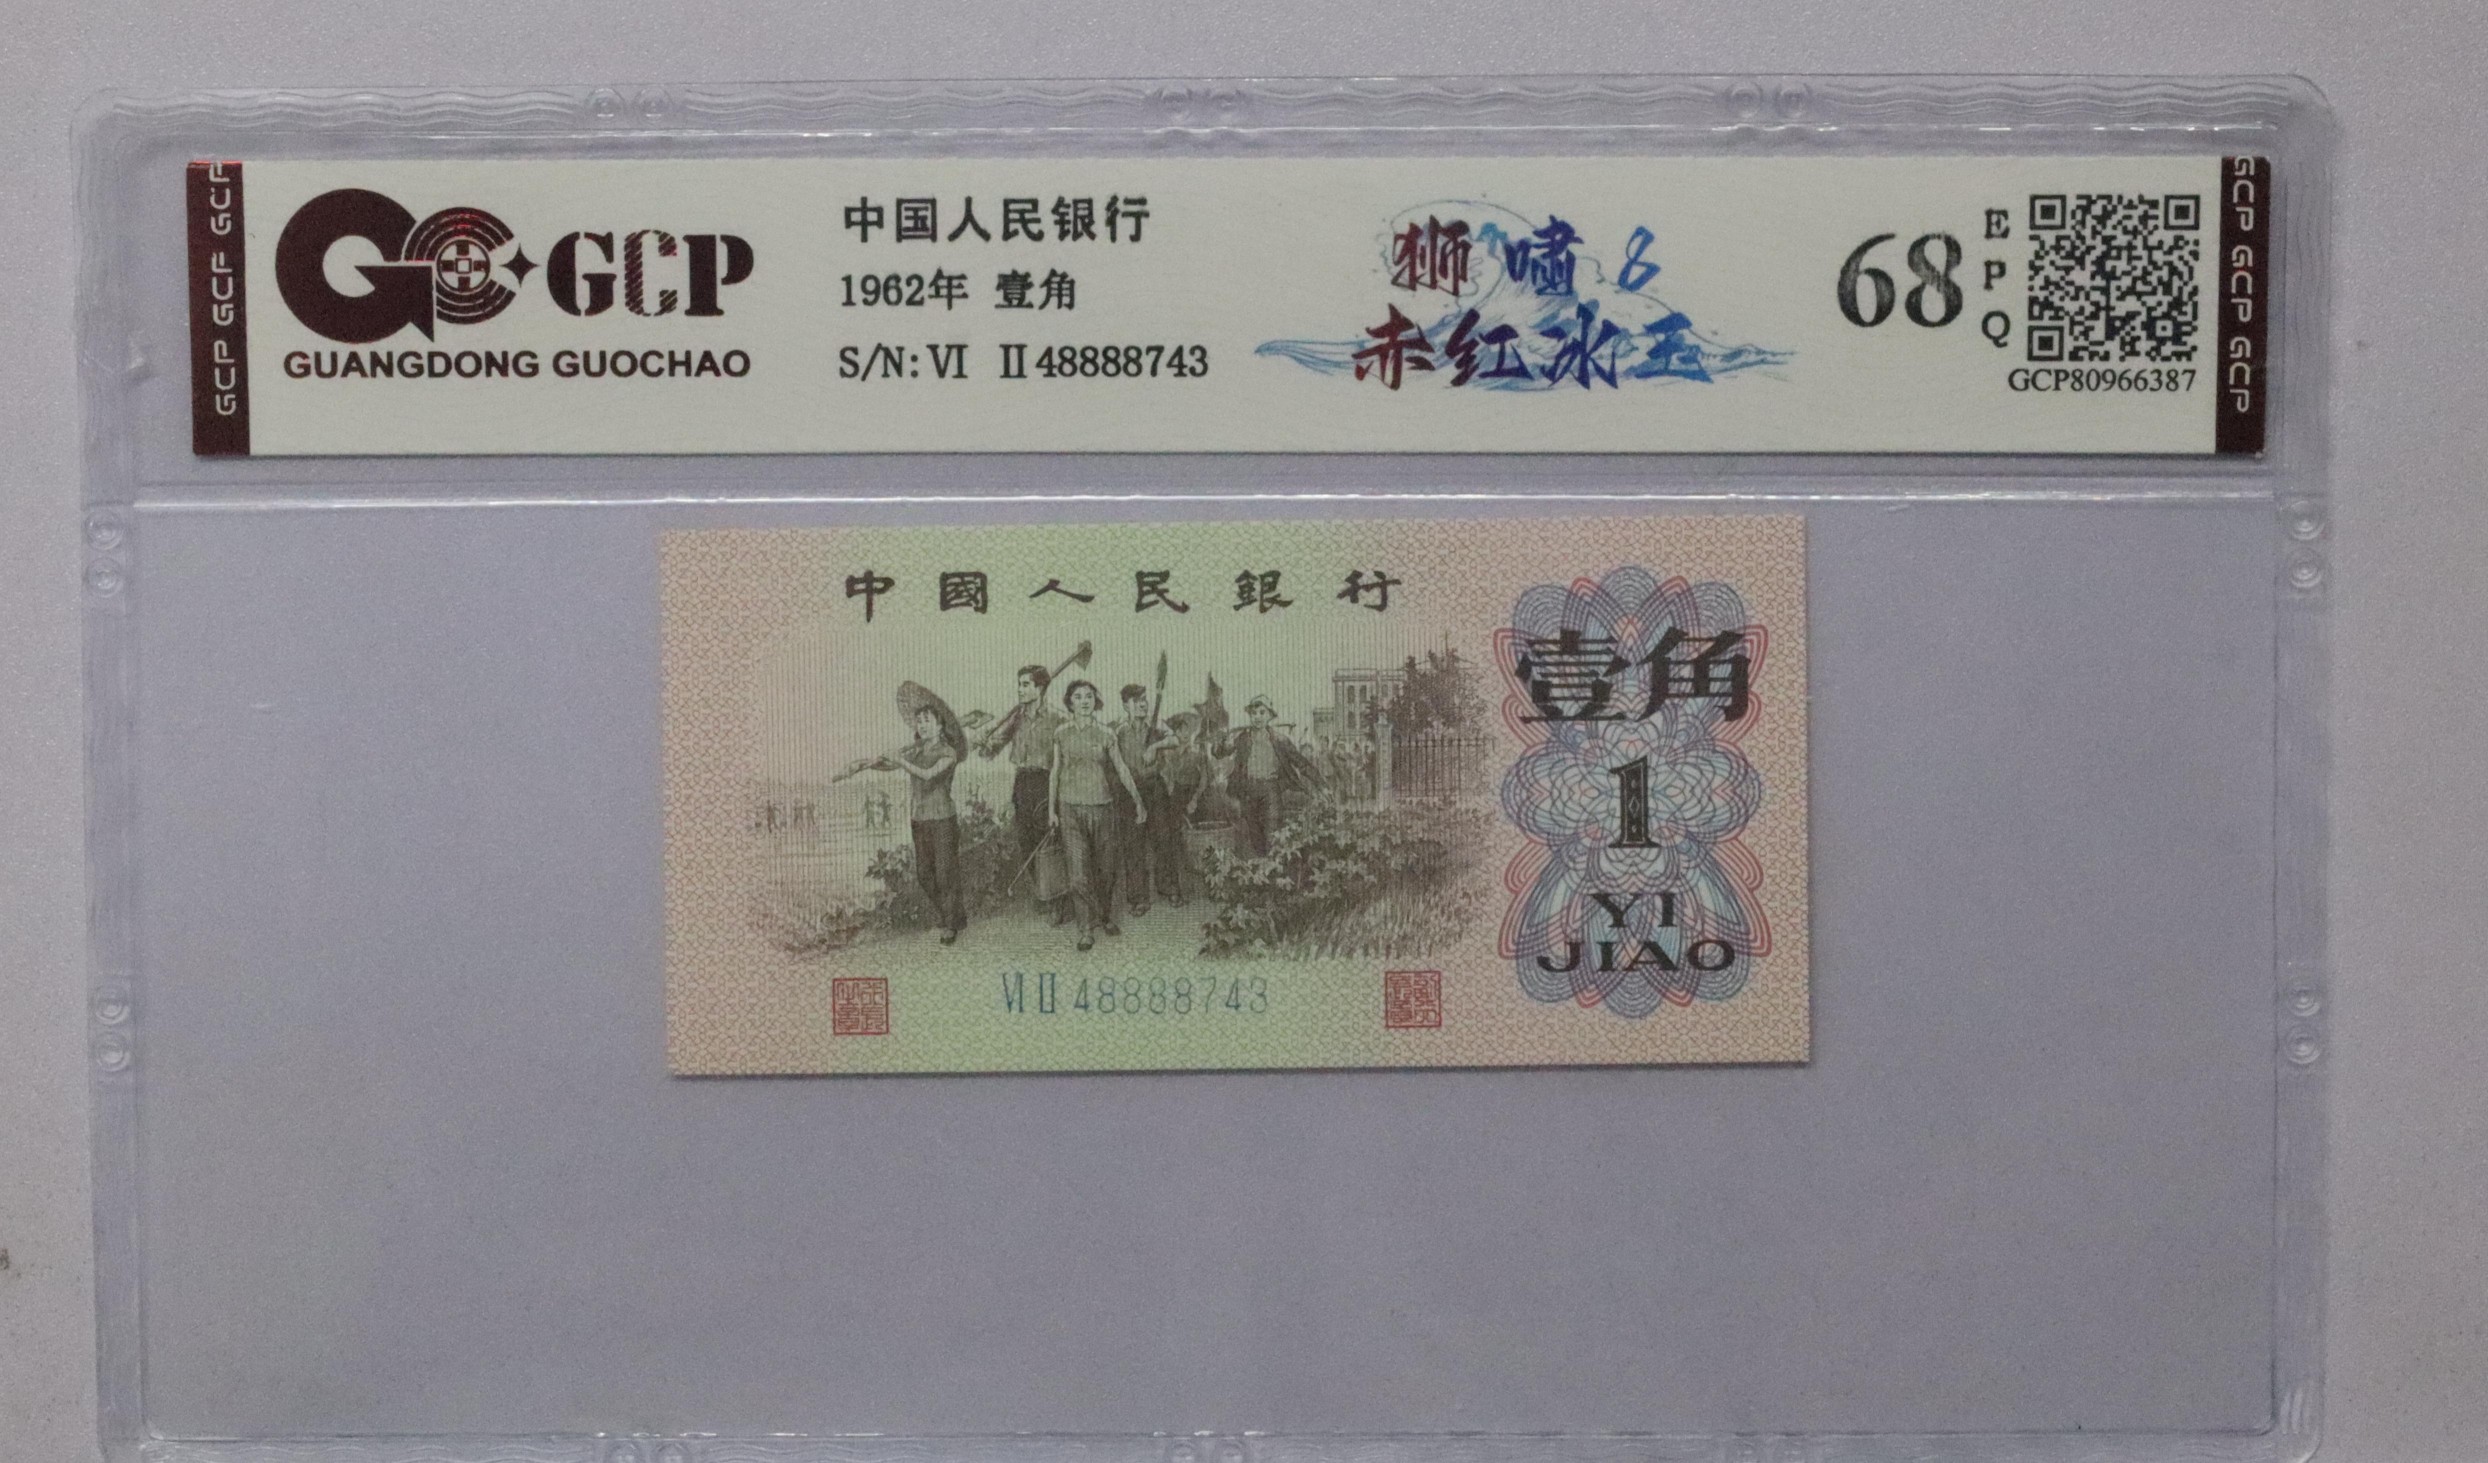 GCP GCP GCP
GCP
GUANGDONG GUOCHAO
中国人民银行
1962年 壹角
S/N: VI II 48888743
狮啸8
赤红冰玉
68
EPQ
GCP80966387
GCP GCP GCP
中國人民銀行
壹角
1
YI
JIAO
VI II 48888743